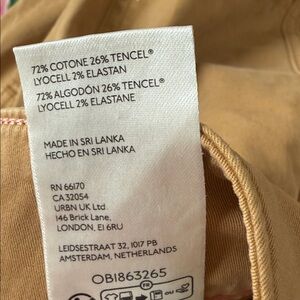 72% COTONE 26% TENCEL®
LYOCELL 2% ELASTAN
72% ALGODÓN 26% TENCEL®
LYOCELL 2% ELASTANE
MADE IN SRI LANKA
HECHO EN SRI LANKA
RN 66170
CA 32054
URBN UK Ltd.
146 Brick Lane,
LONDON, E1 6RU
LEIDSESTRAAT 32, 1017 PB
AMSTERDAM, NETHERLANDS
OB1863265
FR
OU